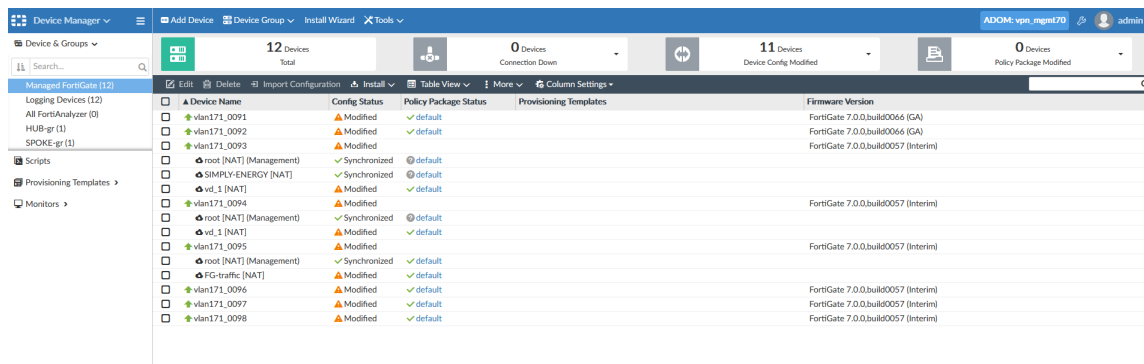 Device Manager Add Device Device Group Install Wizard Tools ADOM: vpn_mgmt70 admin
Device & Groups
Search...
Managed FortiGate (12)
Logging Devices (12)
All FortiAnalyzer (0)
HUB-gr (1)
SPOKE-gr (1)
Scripts
Provisioning Templates
Monitors
12 Devices
Total
0 Devices
Connection Down
11 Devices
Device Config Modified
0 Devices
Policy Package Modified
Edit Delete Import Configuration Install Table View More Column Settings
Device Name Config Status Policy Package Status Provisioning Templates Firmware Version
vlan171_0091 Modified default FortiGate 7.0.0,build0066 (GA)
vlan171_0092 Modified default FortiGate 7.0.0,build0066 (GA)
vlan171_0093 Modified FortiGate 7.0.0,build0057 (Interim)
root [NAT] (Management) Synchronized default
SIMPLY-ENERGY [NAT] Synchronized default
vd_1 [NAT] Modified default
vlan171_0094 Modified FortiGate 7.0.0,build0057 (Interim)
root [NAT] (Management) Synchronized default
vd_1 [NAT] Modified default
vlan171_0095 Modified FortiGate 7.0.0,build0057 (Interim)
root [NAT] (Management) Synchronized default
FG-traffic [NAT] Modified default
vlan171_0096 Modified default FortiGate 7.0.0,build0057 (Interim)
vlan171_0097 Modified default FortiGate 7.0.0,build0057 (Interim)
vlan171_0098 Modified default FortiGate 7.0.0,build0057 (Interim)